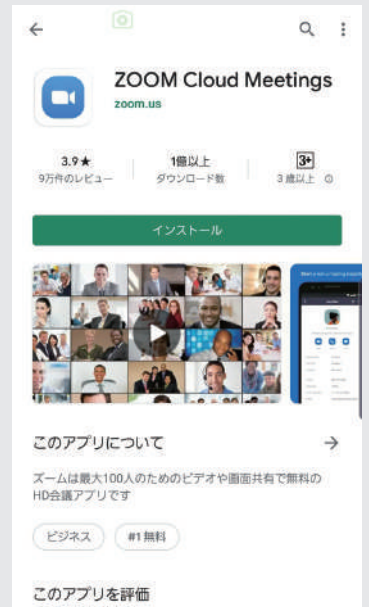 ZOOM Cloud Meetings
zoom.us
3.9★
9万件のレビュー
1億以上
ダウンロード数
3+
3 歳以上
インストール
このアプリについて
ズームは最大100人のためのビデオや画面共有で無料の
HD会議アプリです
ビジネス
#1 無料
このアプリを評価